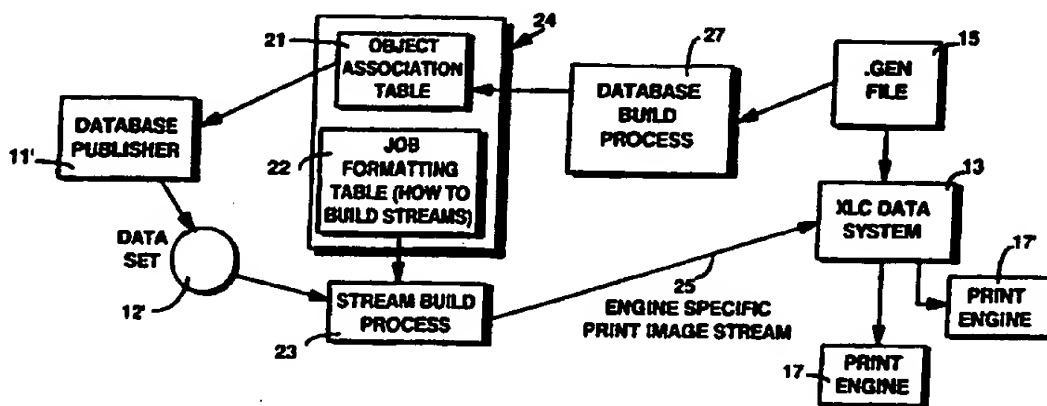 21
OBJECT
ASSOCIATION
TABLE
24
27
DATABASE
BUILD
PROCESS
15
.GEN
FILE
DATABASE
PUBLISHER
11'
22
JOB
FORMATTING
TABLE (HOW TO
BUILD STREAMS)
13
XLC DATA
SYSTEM
DATA
SET
12'
STREAM BUILD
PROCESS
23
25
ENGINE SPECIFIC
PRINT IMAGE STREAM
17'
PRINT
ENGINE
17
PRINT
ENGINE